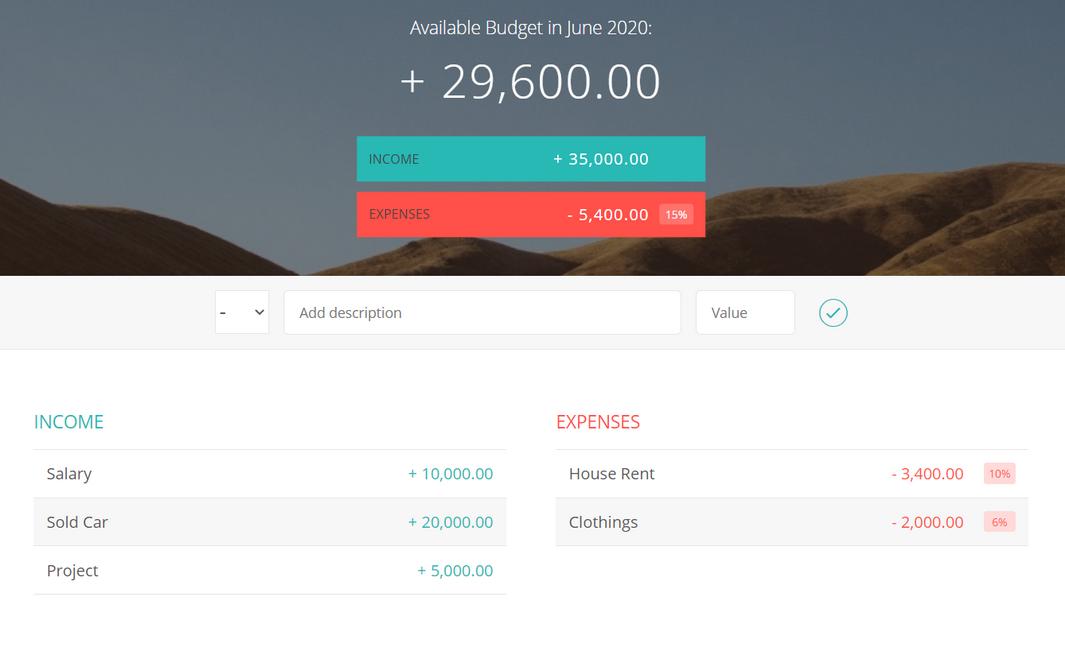 Available Budget in June 2020:
+ 29,600.00
INCOME + 35,000.00
EXPENSES - 5,400.00 15%
- Add description Value
INCOME
Salary + 10,000.00
Sold Car + 20,000.00
Project + 5,000.00
EXPENSES
House Rent - 3,400.00 10%
Clothings - 2,000.00 6%